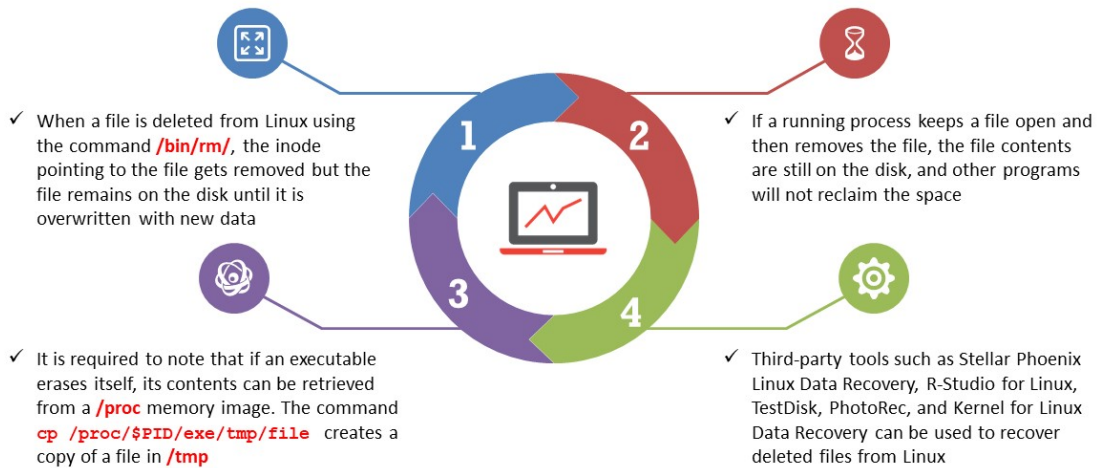 1
✓ When a file is deleted from Linux using
the command /bin/rm/, the inode
pointing to the file gets removed but the
file remains on the disk until it is
overwritten with new data
2
✓ If a running process keeps a file open and
then removes the file, the file contents
are still on the disk, and other programs
will not reclaim the space
3
✓ It is required to note that if an executable
erases itself, its contents can be retrieved
from a /proc memory image. The command
cp /proc/$PID/exe/tmp/file creates a
copy of a file in /tmp
4
✓ Third-party tools such as Stellar Phoenix
Linux Data Recovery, R-Studio for Linux,
TestDisk, PhotoRec, and Kernel for Linux
Data Recovery can be used to recover
deleted files from Linux